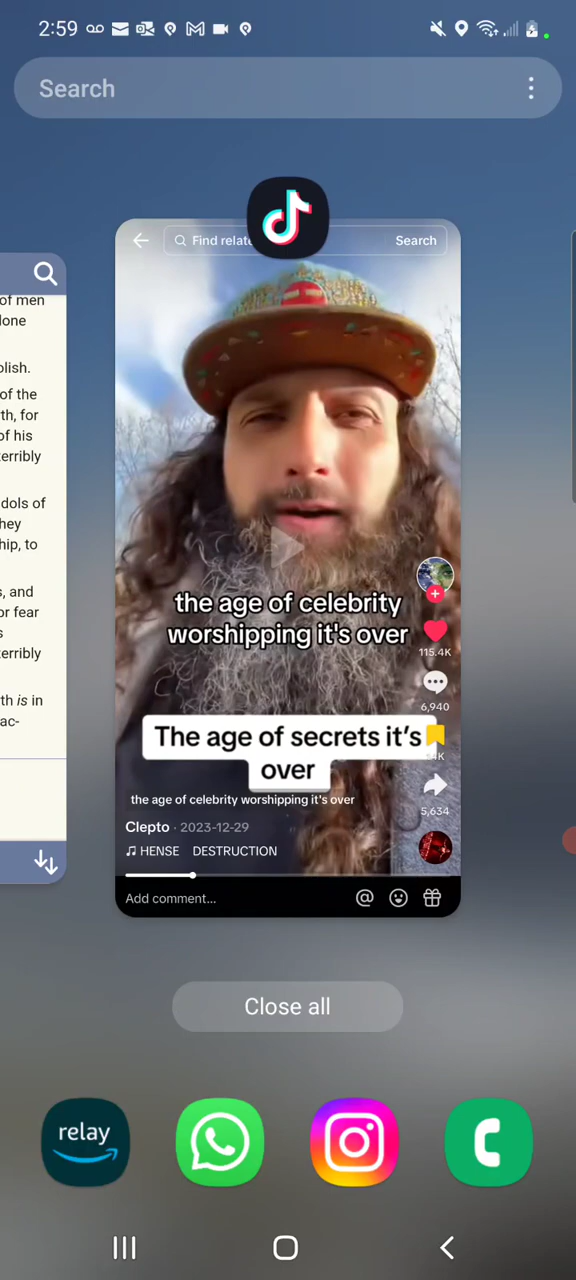 2:59
Search
Find relate
Search
of men
lone
olish.
of the
th, for
of his
erribly
dols of
hey
hip, to
s, and
or fear
s
erribly
th is in
ac-
the age of celebrity
worshipping it's over
115.4K
6,940
The age of secrets it's
over
the age of celebrity worshipping it's over
5,634
Clepto · 2023-12-29
HENSE DESTRUCTION
Add comment...
Close all
relay